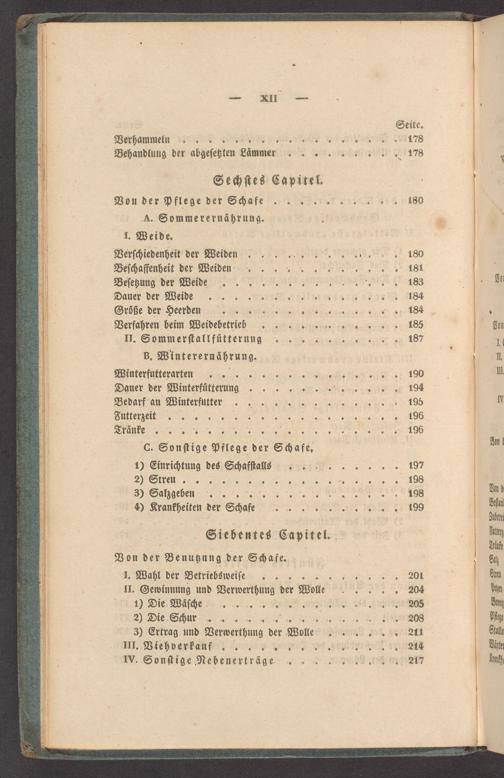 — XII —
Seite.
Verhammeln . . . . . . . . . . . . . . . . 178
Behandlung der abgesetzten Lämmer . . . . . . . . 178
Sechstes Capitel.
Von der Pflege der Schafe . . . . . . . . . 180
A. Sommerernährung.
I. Weide.
Verschiedenheit der Weiden . . . . . . . . . . . 180
Beschaffenheit der Weiden . . . . . . . . . . . 181
Besetzung der Weide . . . . . . . . . . . . . 183
Dauer der Weide . . . . . . . . . . . . . . 184
Größe der Heerden . . . . . . . . . . . . . 184
Verfahren beim Weidebetrieb . . . . . . . . . . 185
II. Sommerstallfütterung . . . . . . . . . 187
B. Winterernährung.
Winterfutterarten . . . . . . . . . . . . . 190
Dauer der Winterfütterung . . . . . . . . . . . 194
Bedarf an Winterfutter . . . . . . . . . . . . 195
Futterzeit . . . . . . . . . . . . . . . . 196
Tränke . . . . . . . . . . . . . . . . . 196
C. Sonstige Pflege der Schafe,
1) Einrichtung des Schafstalls . . . . . . . . . 197
2) Streu . . . . . . . . . . . . . . . 198
3) Salzgeben . . . . . . . . . . . . . . 198
4) Krankheiten der Schafe . . . . . . . . . . 199
Siebentes Capitel.
Von der Benutzung der Schafe.
I. Wahl der Betriebsweise . . . . . . . . . . 201
II. Gewinnung und Verwerthung der Wolle . . . . . 204
1) Die Wäsche . . . . . . . . . . . . . 205
2) Die Schur . . . . . . . . . . . . . . 208
3) Ertrag und Verwerthung der Wolle . . . . . . 211
III. Viehverkauf . . . . . . . . . . . . . 214
IV. Sonstige Nebenerträge . . . . . . . . . 217